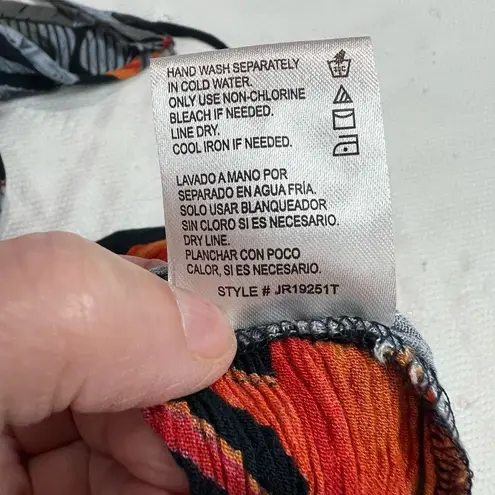 HAND WASH SEPARATELY
IN COLD WATER.
ONLY USE NON-CHLORINE
BLEACH IF NEEDED.
LINE DRY.
COOL IRON IF NEEDED.
LAVADO A MANO POR
SEPARADO EN AGUA FRÍA.
SOLO USAR BLANQUEADOR
SIN CLORO SI ES NECESARIO.
DRY LINE.
PLANCHAR CON POCO
CALOR, SI ES NECESARIO.
STYLE # JR19251T